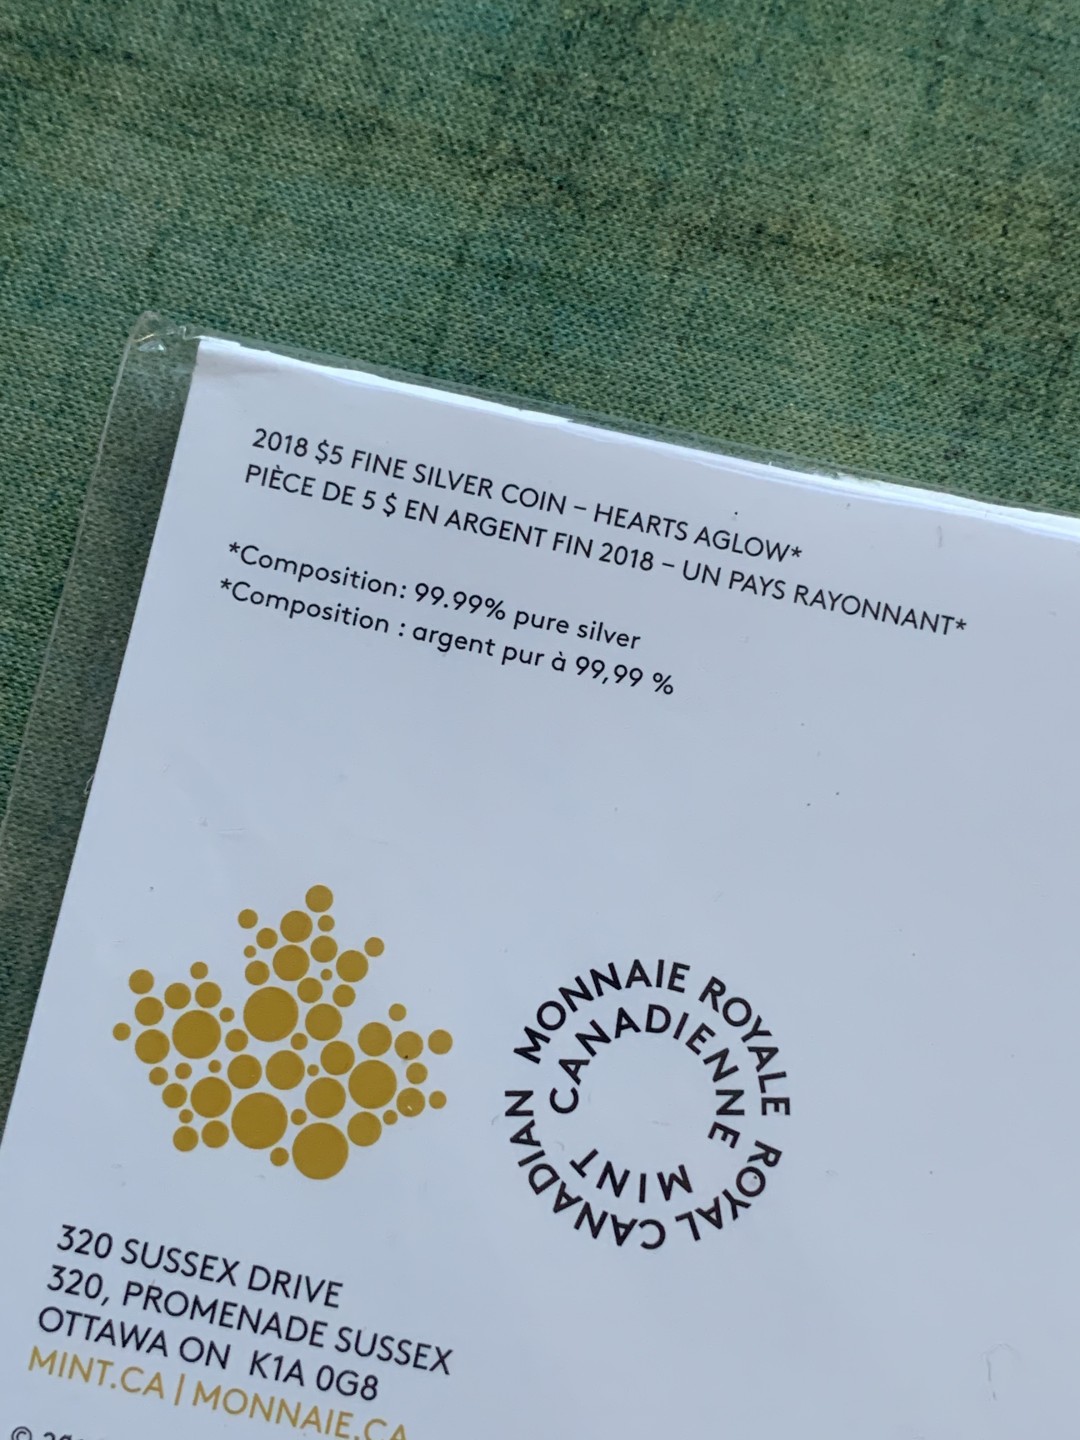 2018 $5 FINE SILVER COIN – HEARTS AGLOW*
PIÈCE DE 5 $ EN ARGENT FIN 2018 – UN PAYS RAYONNANT*
*Composition: 99.99% pure silver
*Composition : argent pur à 99,99 %
MONNAIE ROYALE
CANADIENNE
ROYAL CANADIAN
MINT
320 SUSSEX DRIVE
320, PROMENADE SUSSEX
OTTAWA ON K1A 0G8
MINT.CA | MONNAIE.CA
©